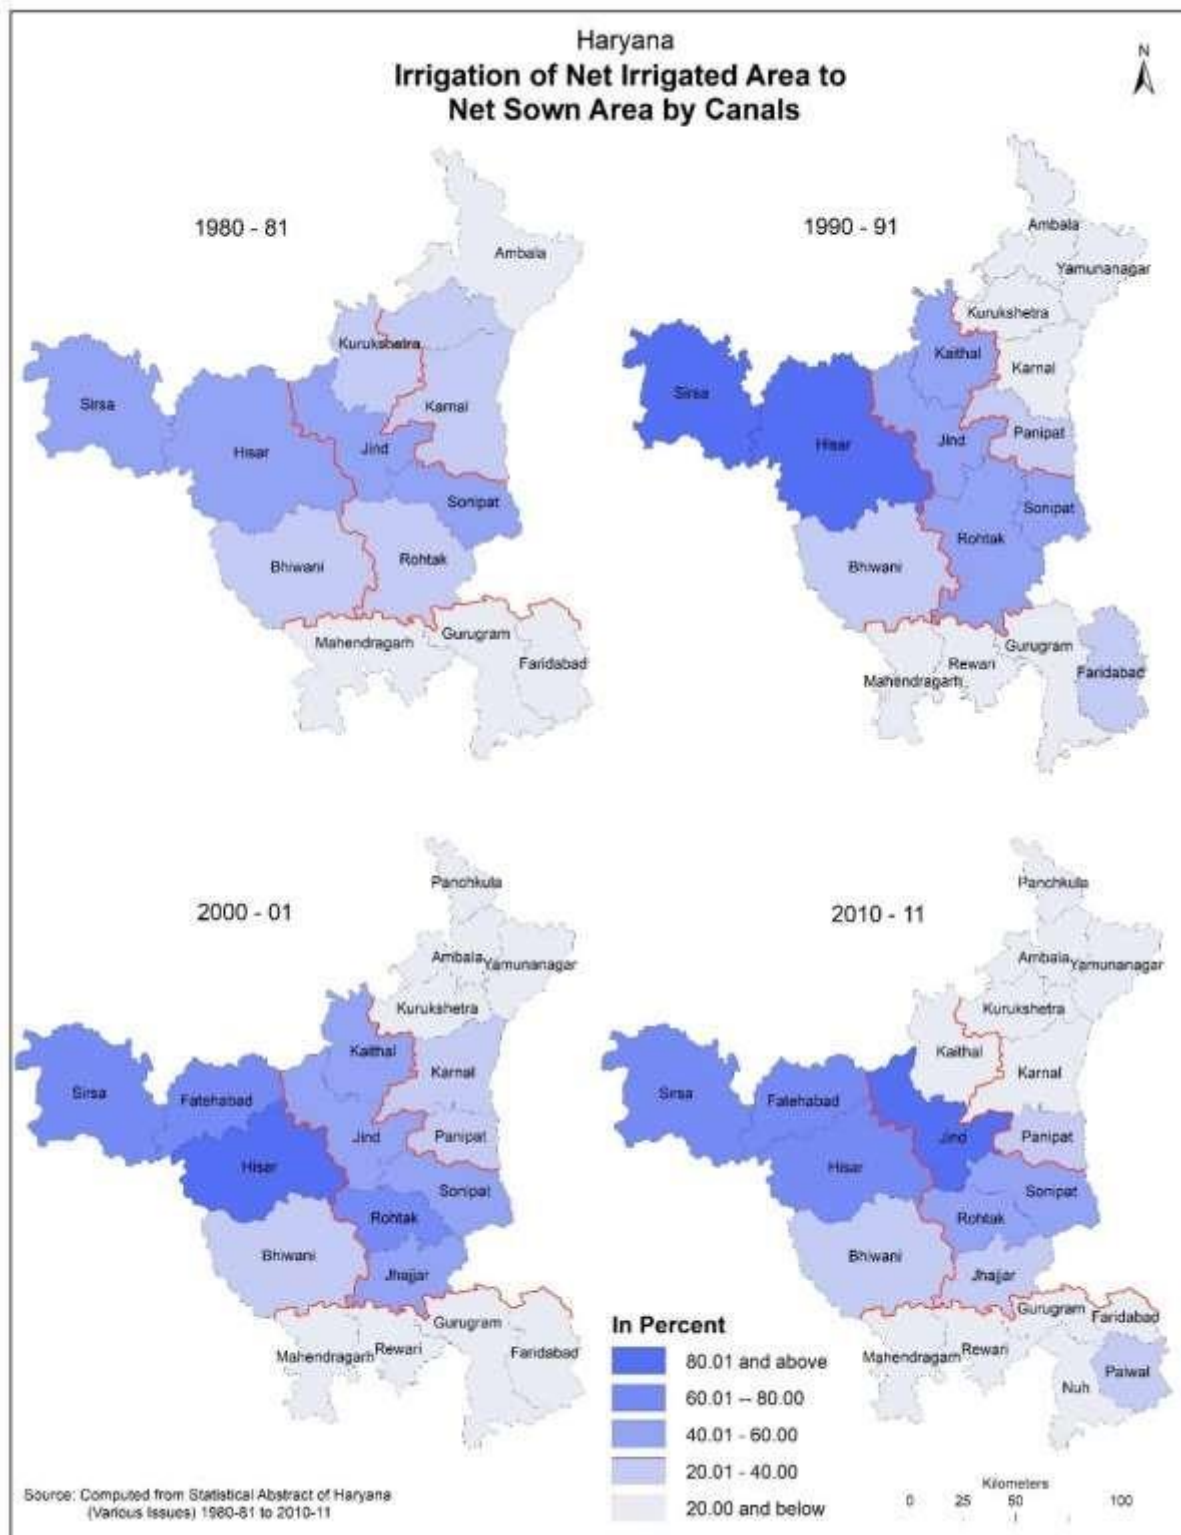 Haryana
Irrigation of Net Irrigated Area to
Net Sown Area by Canals
N
1980 - 81
Ambala
Kurukshetra
Sirsa
Karnal
Hisar
Jind
Sonipat
Bhiwani
Rohtak
Mahendragarh
Gurugram
Faridabad
1990 - 91
Ambala
Yamunanagar
Kurukshetra
Kaithal
Karnal
Sirsa
Panipat
Hisar
Jind
Sonipat
Rohtak
Bhiwani
Gurugram
Rewari
Mahendragarh
Faridabad
2000 - 01
Panchkula
Ambala
Yamunanagar
Kurukshetra
Kaithal
Karnal
Sirsa
Fatehabad
Jind
Panipat
Hisar
Sonipat
Rohtak
Bhiwani
Jhajjar
Gurugram
Mahendragarh
Rewari
Faridabad
2010 - 11
Panchkula
Ambala
Yamunanagar
Kurukshetra
Kaithal
Karnal
Sirsa
Fatehabad
Jind
Panipat
Hisar
Sonipat
Rohtak
Bhiwani
Jhajjar
Gurugram
Faridabad
Mahendragarh
Rewari
Palwal
Nuh
In Percent
80.01 and above
60.01 -- 80.00
40.01 - 60.00
20.01 - 40.00
20.00 and below
Kilometers
0 25 50 100
Source: Computed from Statistical Abstract of Haryana
(Various Issues) 1980-81 to 2010-11